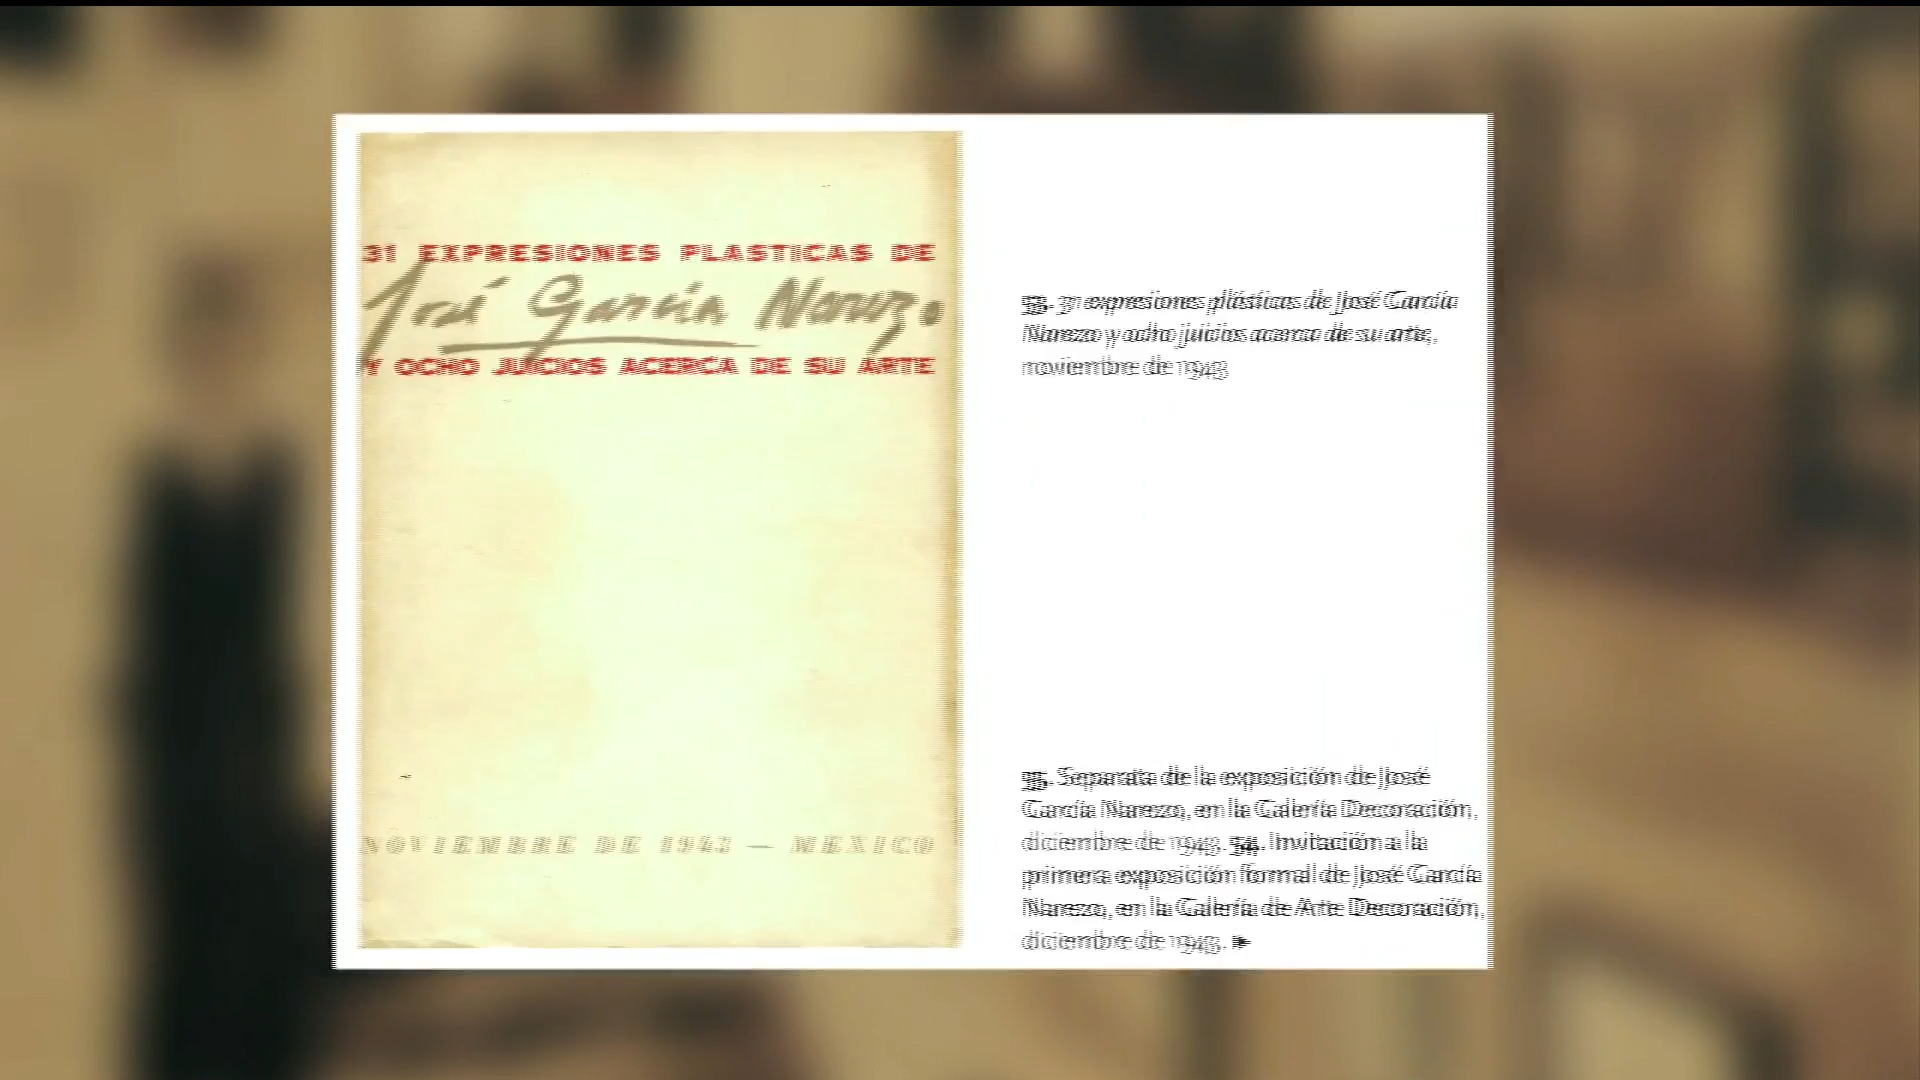 31 EXPRESIONES PLASTICAS DE
José García Narezo
Y OCHO JUICIOS ACERCA DE SU ARTE
NOVIEMBRE DE 1943 — MEXICO
31 expresiones plásticas de José García
Narezo y ocho juicios acerca de su arte,
noviembre de 1943
Separata de la exposición de José
García Narezo, en la Galería Decoración,
diciembre de 1943. 54. Invitación a la
primera exposición formal de José García
Narezo, en la Galería de Arte Decoración,
diciembre de 1943.